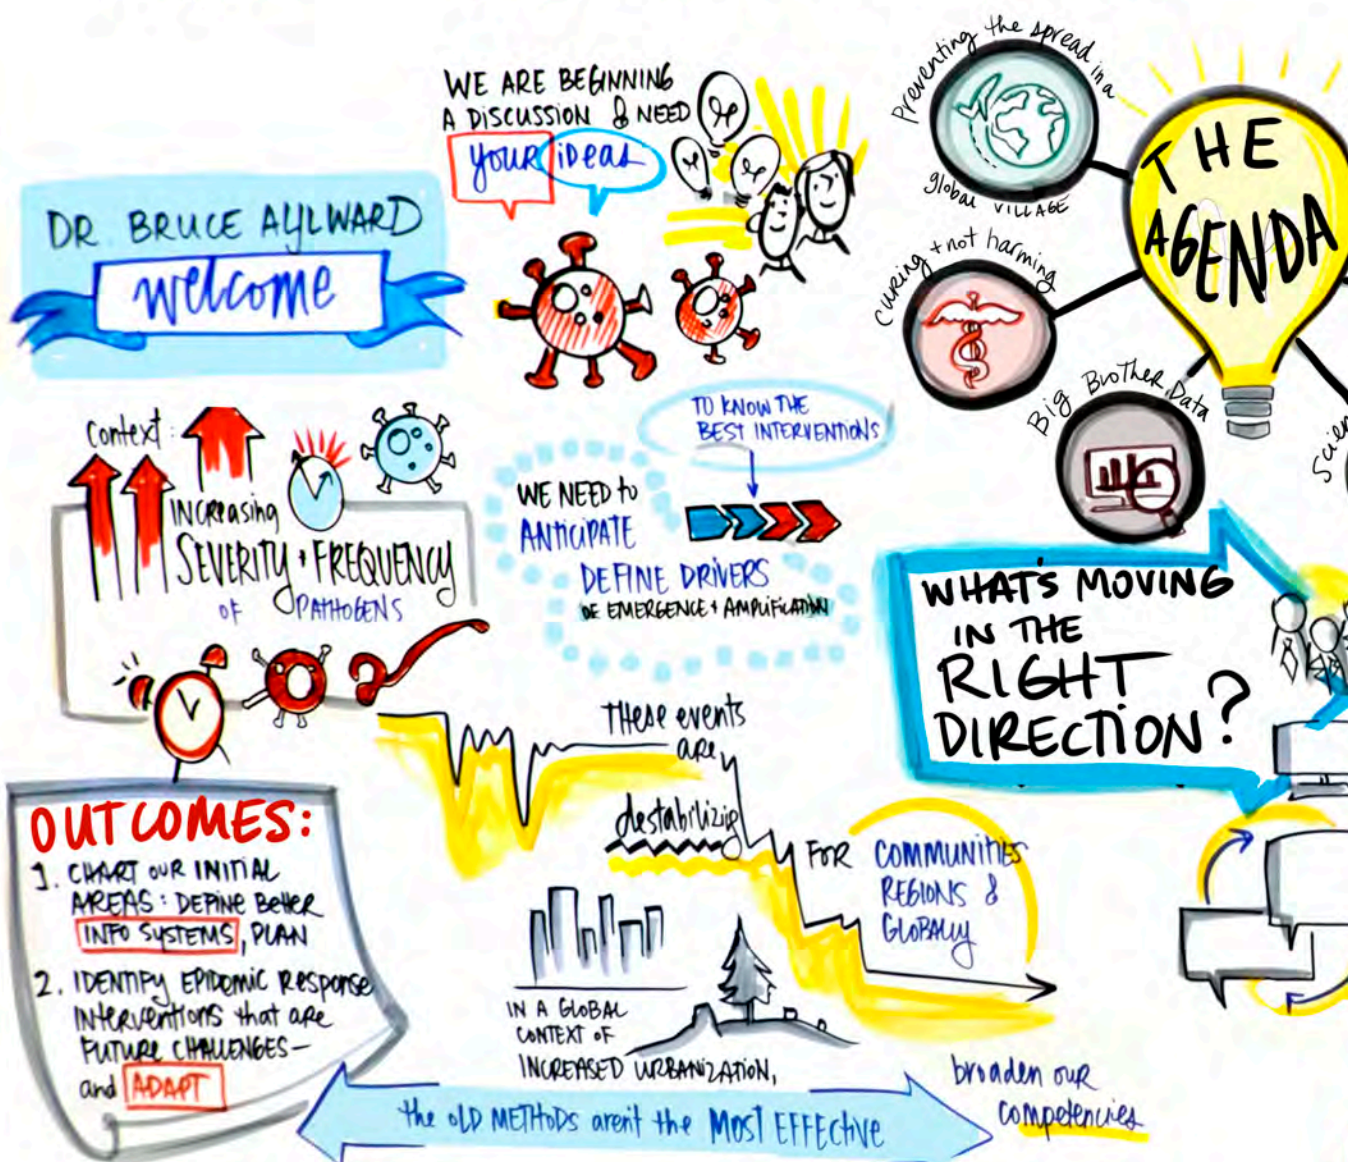 DR. BRUCE AYLWARD
welcome
WE ARE BEGINNING
A DISCUSSION & NEED
your ideas
Preventing the spread in a
global VILLAGE
curing + not harming
Big Brother Data
THE
AGENDA
Context:
INCREasing
SEVERITY + FREQUENCY
OF PATHOGENS
TO KNOW THE
BEST INTERVENTIONS
WE NEED to
ANTICIPATE
DEFINE DRIVERS
OF EMERGENCE + AMPLIFICATION
WHAT'S MOVING
IN THE
RIGHT
DIRECTION?
THese events
are
destabilizing
FOR COMMUNITIES
REGIONS &
GLOBALLY
OUTCOMES:
1. CHART OUR INITIAL
AREAS: DEFINE BeTTER
INFO SYSTEMS, PLAN
2. IDENTIFY EPIDEMIC Response
INTERVENTIONS that are
FUTURE CHALLENGES—
and ADAPT
IN A GLOBAL
CONTEXT OF
INCREASED URBANIZATION,
the OLD METHODS aren't the MOST EFFECTIVE
broaden our
competencies